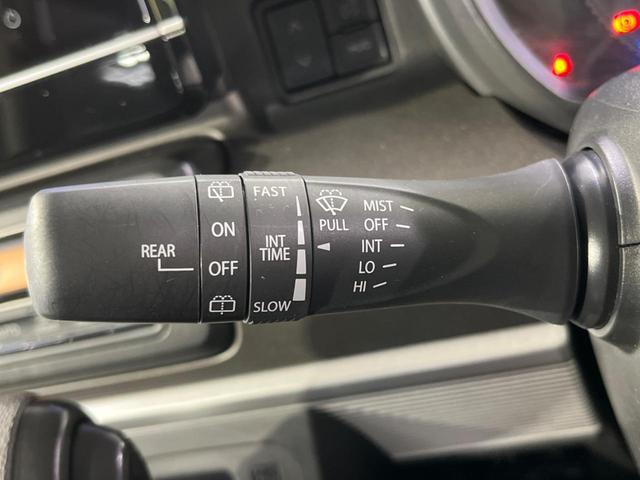 REAR
ON
OFF
FAST
INT
TIME
SLOW
PULL
MIST
OFF
INT
LO
HI